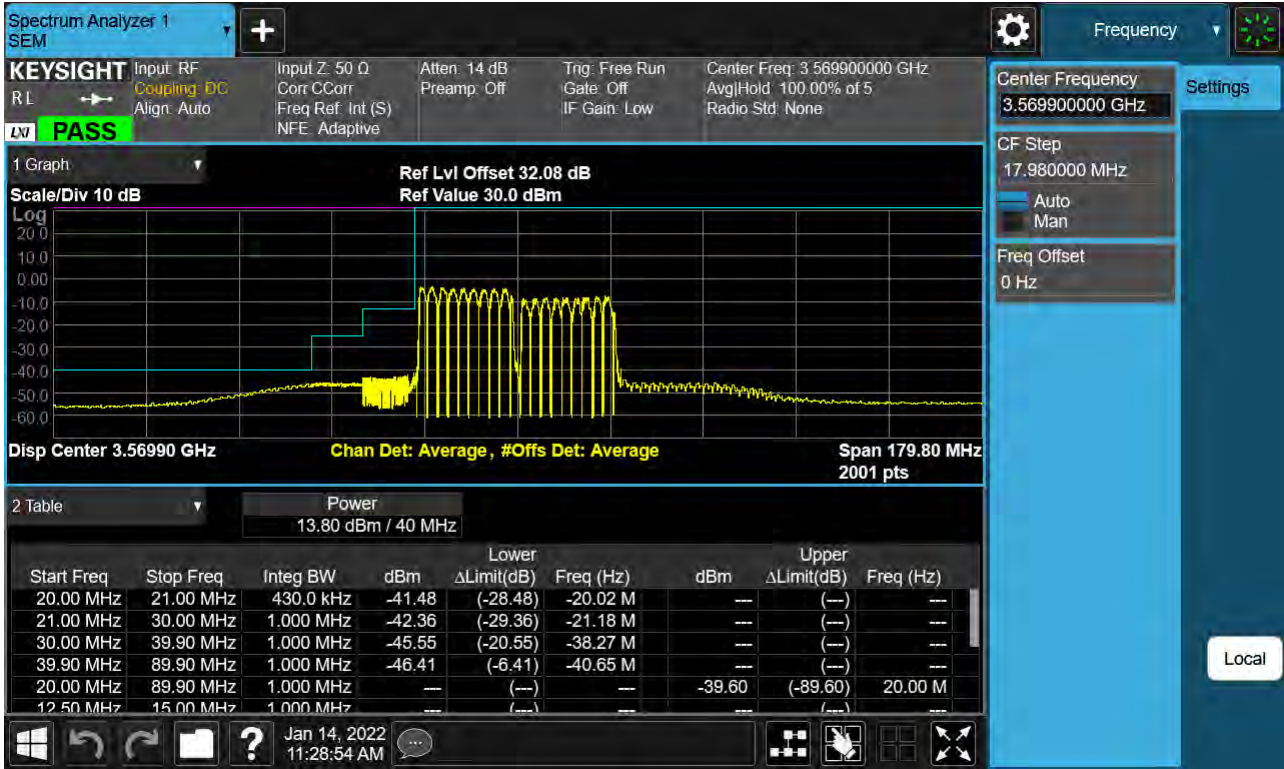 Spectrum Analyzer 1
SEM
Frequency
KEYSIGHT
R L
LXI PASS
Input: RF
Coupling: DC
Align: Auto
Input Z: 50 Ω
Corr CCorr
Freq Ref: Int (S)
NFE: Adaptive
Atten: 14 dB
Preamp: Off
Trig: Free Run
Gate: Off
IF Gain: Low
Center Freq: 3.569900000 GHz
Avg|Hold: 100.00% of 5
Radio Std: None
1 Graph
Scale/Div 10 dB
Ref Lvl Offset 32.08 dB
Ref Value 30.0 dBm
Log
20.0
10.0
0.00
-10.0
-20.0
-30.0
-40.0
-50.0
-60.0
Disp Center 3.56990 GHz
Chan Det: Average, #Offs Det: Average
Span 179.80 MHz
2001 pts
2 Table
Power
13.80 dBm / 40 MHz
Lower Upper
Start Freq Stop Freq Integ BW dBm ΔLimit(dB) Freq (Hz) dBm ΔLimit(dB) Freq (Hz)
20.00 MHz 21.00 MHz 430.0 kHz -41.48 (-28.48) -20.02 M --- (---) ---
21.00 MHz 30.00 MHz 1.000 MHz -42.36 (-29.36) -21.18 M --- (---) ---
30.00 MHz 39.90 MHz 1.000 MHz -45.55 (-20.55) -38.27 M --- (---) ---
39.90 MHz 89.90 MHz 1.000 MHz -46.41 (-6.41) -40.65 M --- (---) ---
20.00 MHz 89.90 MHz 1.000 MHz --- (---) --- -39.60 (-89.60) 20.00 M
12.50 MHz 15.00 MHz 1.000 MHz --- (---) --- --- (---) ---
Jan 14, 2022
11:28:54 AM
Center Frequency
3.569900000 GHz
CF Step
17.980000 MHz
Auto
Man
Freq Offset
0 Hz
Settings
Local